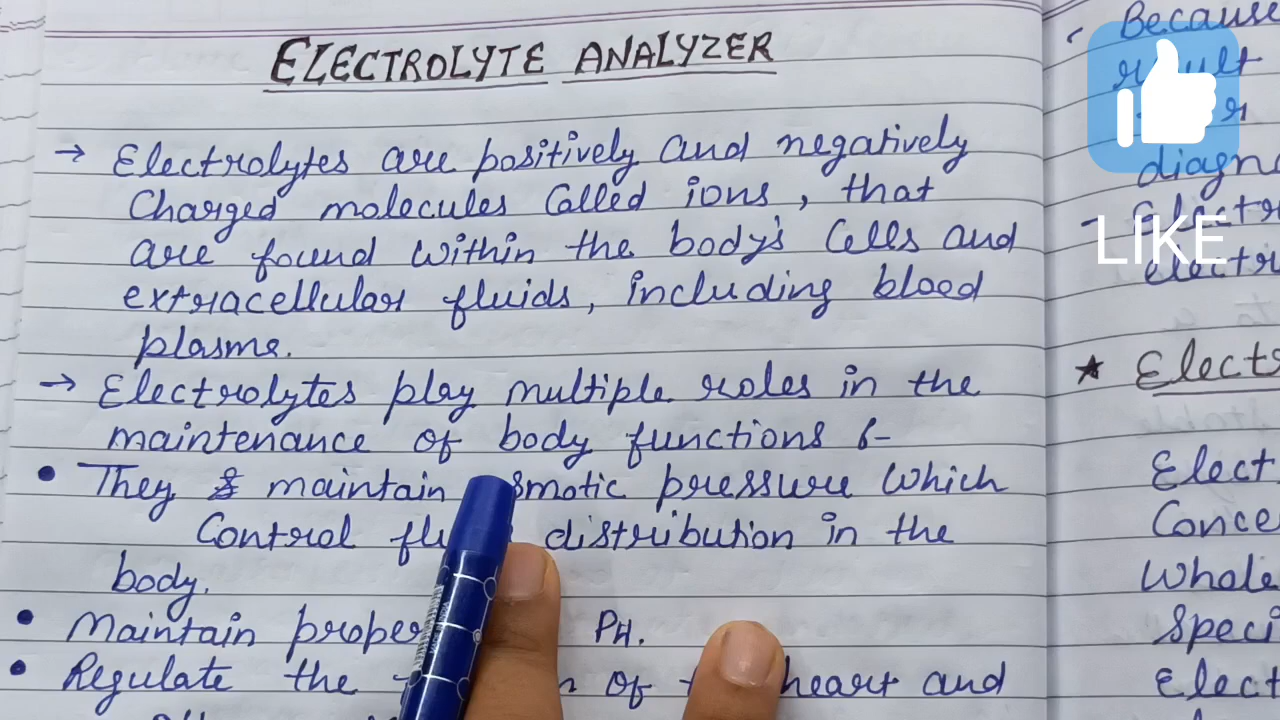 ELECTROLYTE ANALYZER
→ Electrolytes are positively and negatively
Charged molecules Called ions, that
are found within the body's Cells and
extracellular fluids, including blood
plasma.
→ Electrolytes play multiple roles in the
maintenance of body functions :-
• They maintain smotic pressure which
Control flu distribution in the
body.
• Maintain proper PH.
• Regulate the of heart and
Because
diagn
Electr
electri
LIKE
★ Electr
Elect
Conce
Whole
Speci
Elect